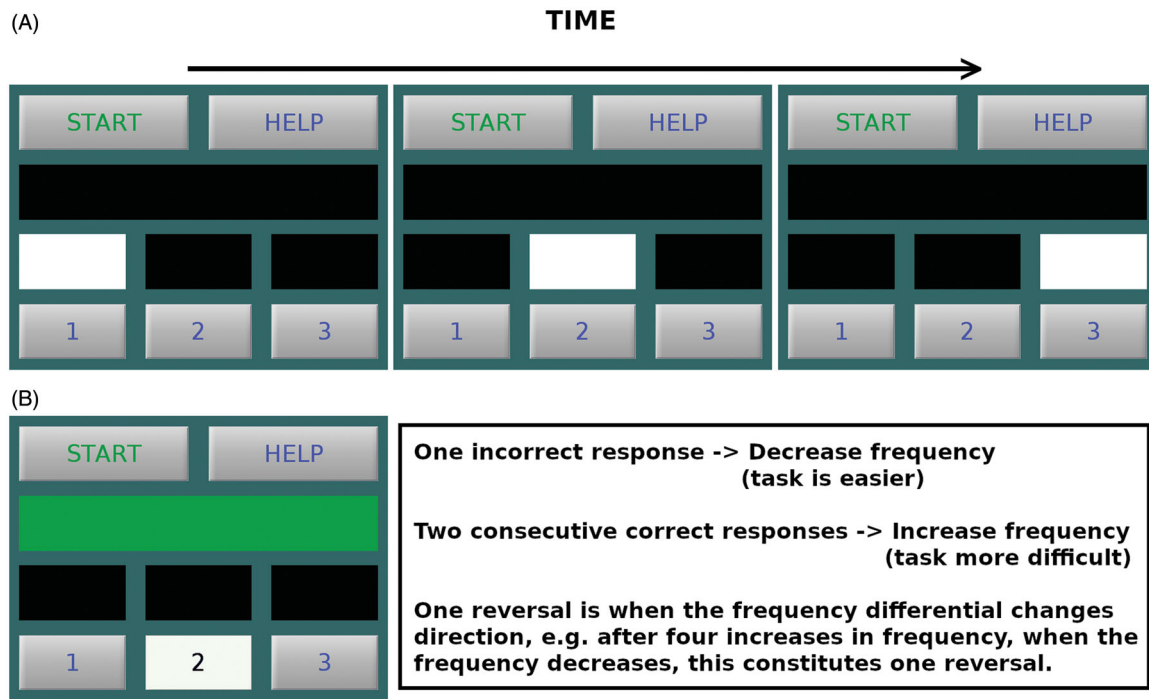 (A)
TIME
START HELP START HELP START HELP
1 2 3 1 2 3 1 2 3
(B)
START HELP
1 2 3
One incorrect response -> Decrease frequency
(task is easier)
Two consecutive correct responses -> Increase frequency
(task more difficult)
One reversal is when the frequency differential changes
direction, e.g. after four increases in frequency, when the
frequency decreases, this constitutes one reversal.